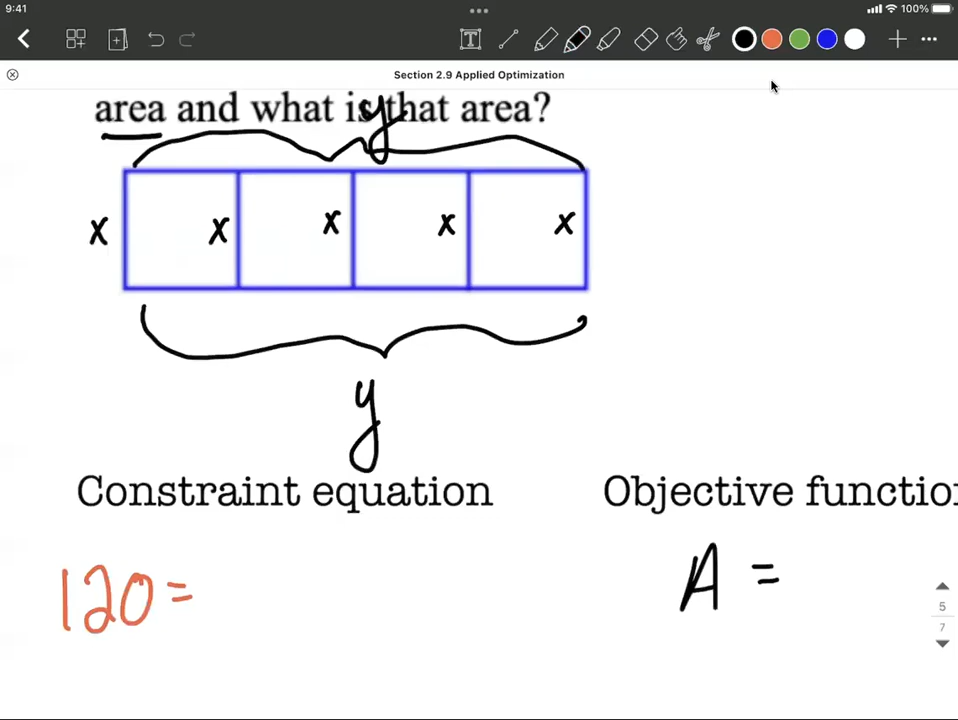 9:41
100%
Section 2.9 Applied Optimization
area and what is that area?
y
x x x x x
y
Constraint equation
Objective functio
120 =
A =
5
7